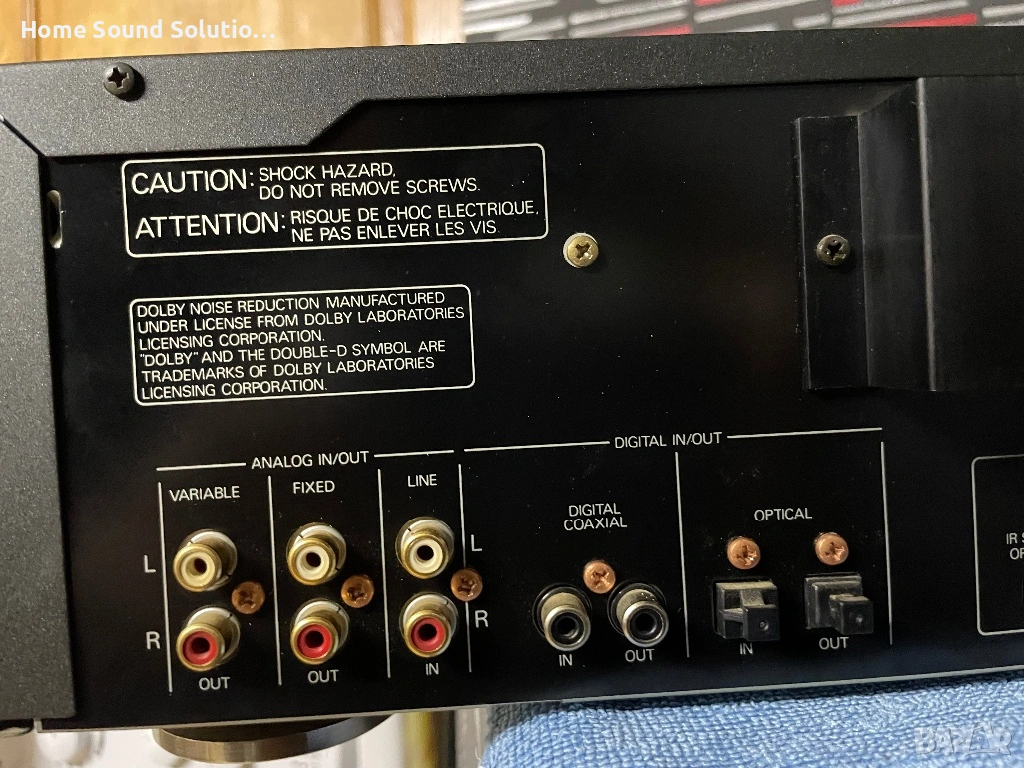 Home Sound Solutio...
CAUTION: SHOCK HAZARD,
DO NOT REMOVE SCREWS.
ATTENTION: RISQUE DE CHOC ELECTRIQUE,
NE PAS ENLEVER LES VIS.
DOLBY NOISE REDUCTION MANUFACTURED
UNDER LICENSE FROM DOLBY LABORATORIES
LICENSING CORPORATION.
"DOLBY" AND THE DOUBLE-D SYMBOL ARE
TRADEMARKS OF DOLBY LABORATORIES
LICENSING CORPORATION.
ANALOG IN/OUT
DIGITAL IN/OUT
VARIABLE
FIXED
LINE
DIGITAL
COAXIAL
OPTICAL
L
L
R
R
OUT
OUT
IN
IN
OUT
IN
OUT
IR
BAZAR